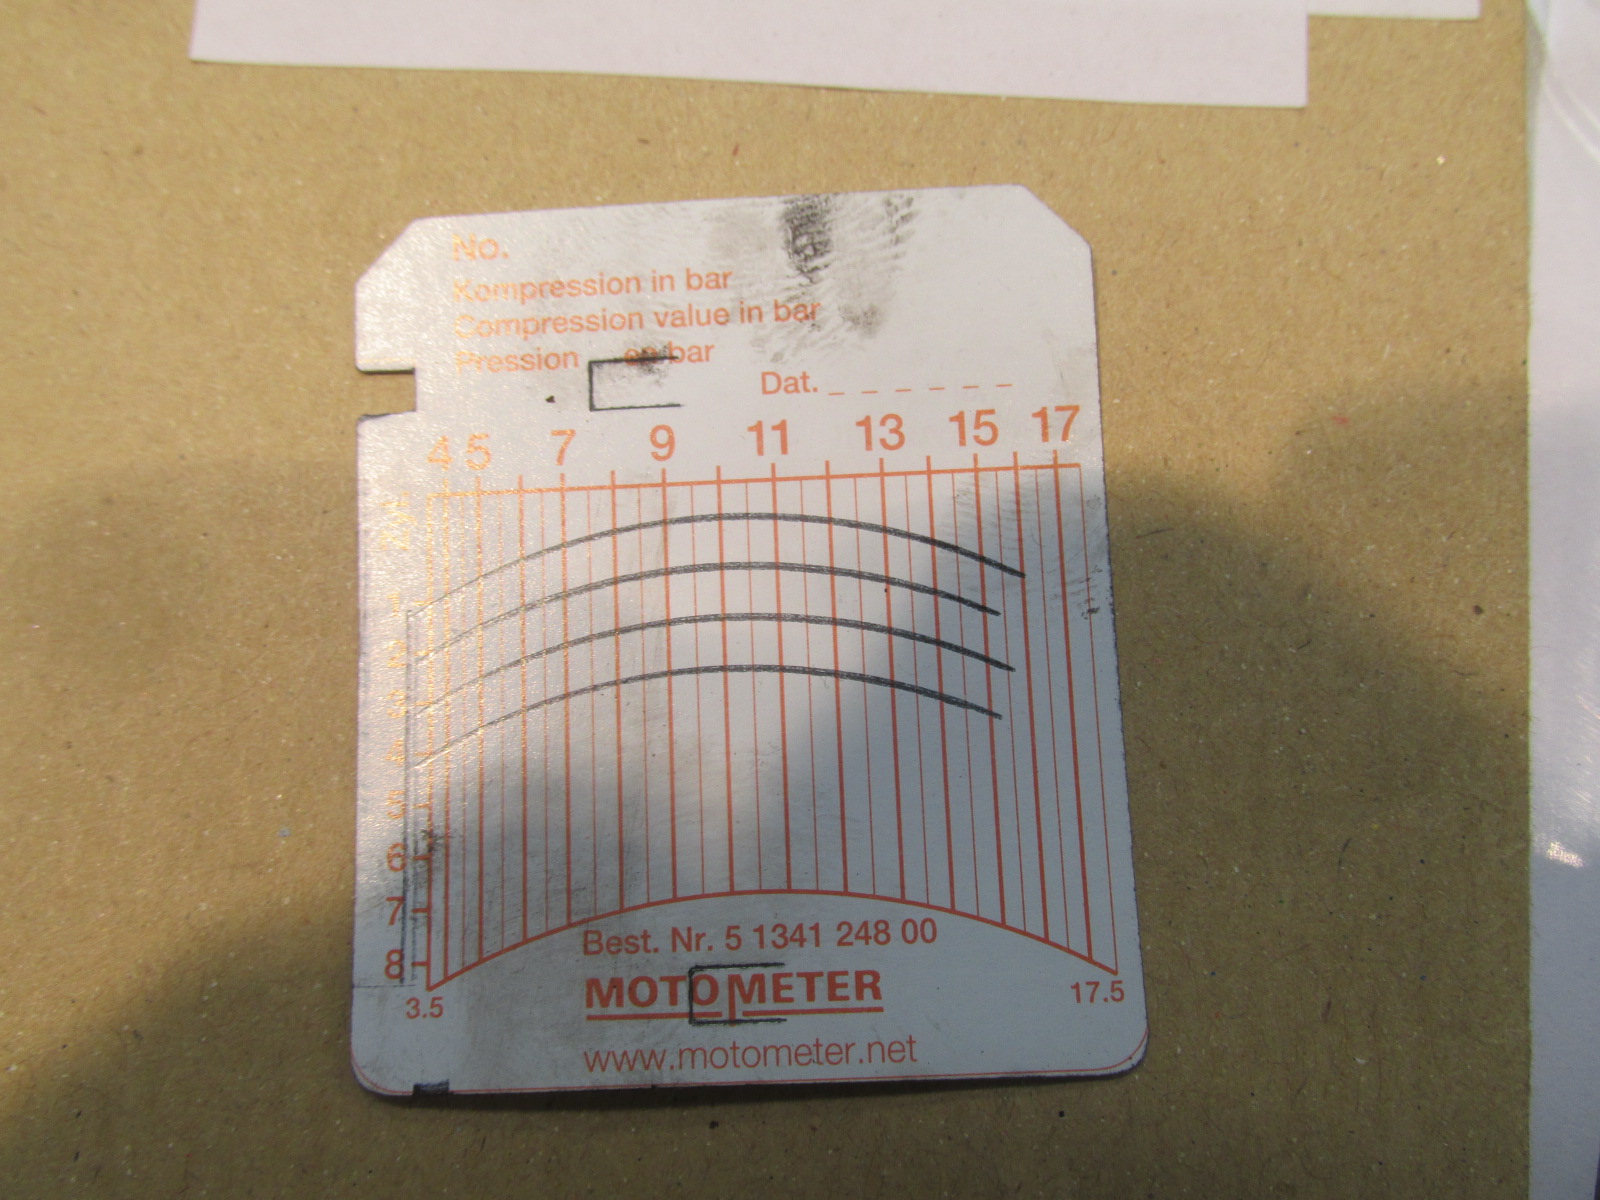 No.
Kompression in bar
Compression value in bar
Pression en bar
Dat. _ _ _ _ _ _
4 5 7 9 11 13 15 17
6
7
8
3.5
17.5
Best. Nr. 5 1341 248 00
MOTOMETER
www.motometer.net